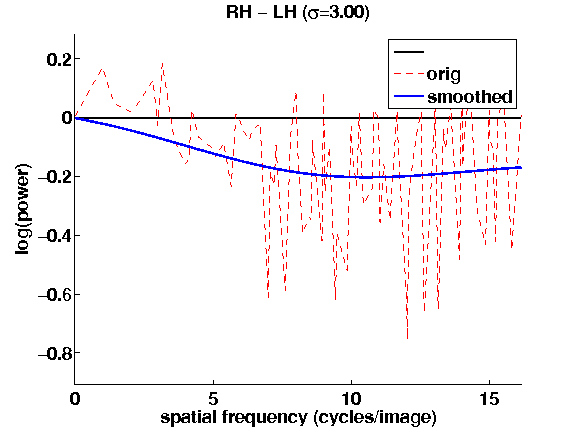 RH − LH (σ=3.00)
orig
smoothed
0.2
0
−0.2
−0.4
−0.6
−0.8
log(power)
0 5 10 15
spatial frequency (cycles/image)